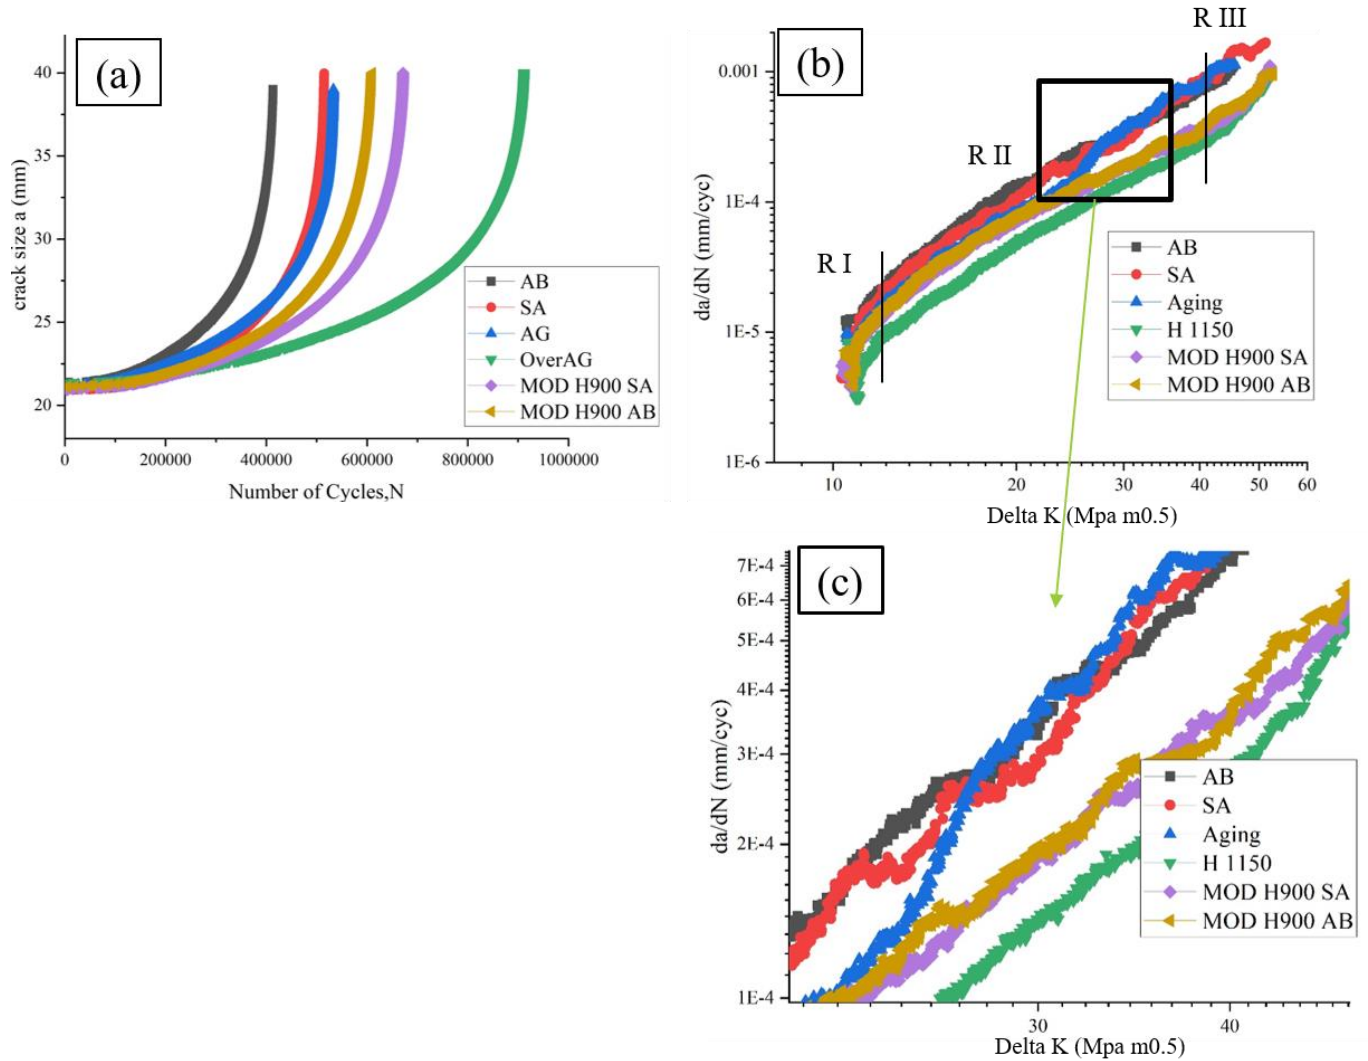 (a)
40
35
30
25
20
crack size a (mm)
AB
SA
AG
OverAG
MOD H900 SA
MOD H900 AB
0
200000
400000
600000
800000
1000000
Number of Cycles,N
(b)
R III
R II
R I
0.001
1E-4
1E-5
1E-6
da/dN (mm/cyc)
AB
SA
Aging
H 1150
MOD H900 SA
MOD H900 AB
10
20
30
40
50
60
Delta K (Mpa m0.5)
(c)
7E-4
6E-4
5E-4
4E-4
3E-4
2E-4
1E-4
da/dN (mm/cyc)
AB
SA
Aging
H 1150
MOD H900 SA
MOD H900 AB
30
40
Delta K (Mpa m0.5)